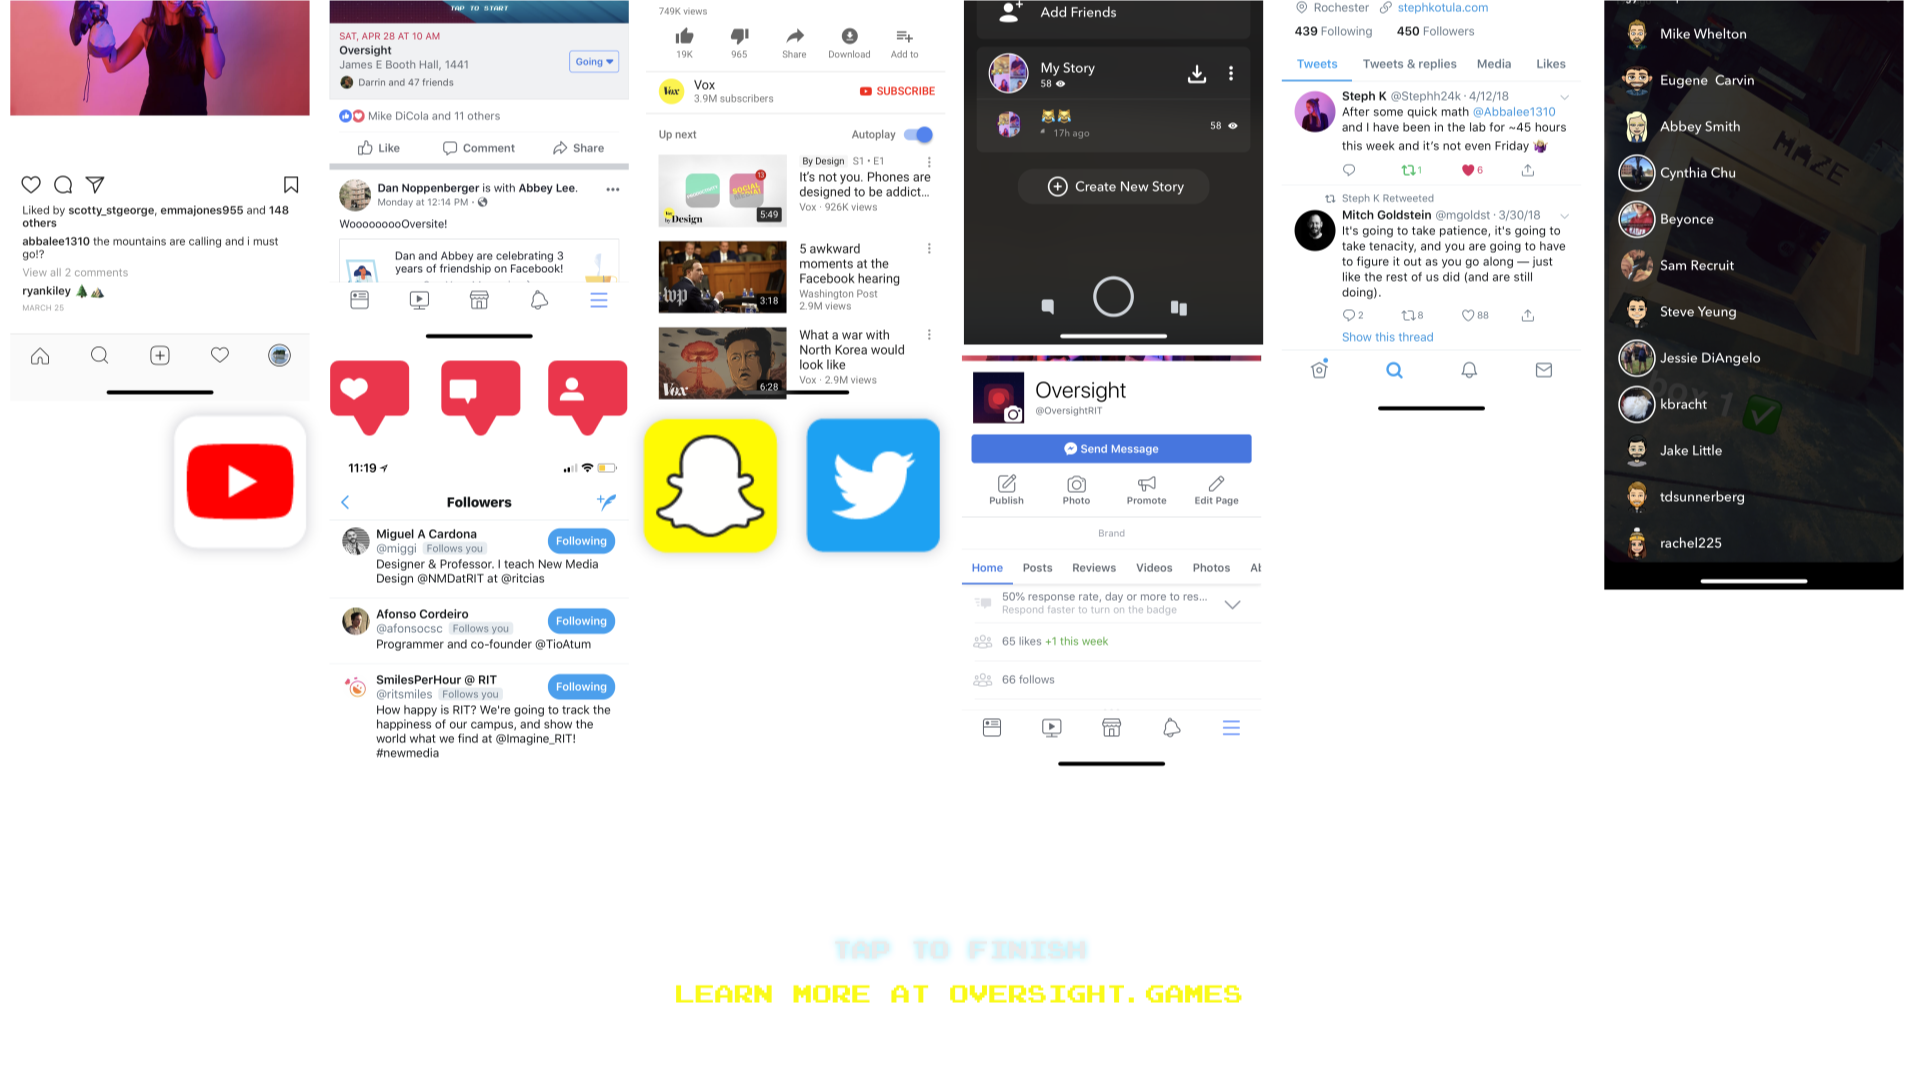 Liked by scotty_stgeorge, emmajones955 and 148
others
abbalee1310 the mountains are calling and i must
go!?
View all 2 comments
ryankiley
MARCH 25
TAP TO START
SAT, APR 28 AT 10 AM
Oversight
James E Booth Hall, 1441
Going
Darrin and 47 friends
Mike DiCola and 11 others
Like
Comment
Share
Dan Noppenberger is with Abbey Lee.
Monday at 12:14 PM
WooooooooOversite!
Dan and Abbey are celebrating 3
years of friendship on Facebook!
11:19
Followers
Miguel A Cardona
@miggi Follows you
Following
Designer & Professor. I teach New Media
Design @NMDatRIT at @ritcias
Afonso Cordeiro
@afonsocsc Follows you
Following
Programmer and co-founder @TioAtum
SmilesPerHour @ RIT
@ritsmiles Follows you
Following
How happy is RIT? We're going to track the
happiness of our campus, and show the
world what we find at @Imagine_RIT!
#newmedia
749K views
19K
965
Share
Download
Add to
Vox
Vox
3.9M subscribers
SUBSCRIBE
Up next
Autoplay
By Design S1 • E1
It's not you. Phones are
designed to be addict...
Vox · 926K views
13
by Design
5:49
5 awkward
moments at the
Facebook hearing
Washington Post
2.9M views
wp
3:18
What a war with
North Korea would
look like
Vox · 2.9M views
Vox
6:28
Add Friends
My Story
58
17h ago
58
Create New Story
Oversight
@OversightRIT
Send Message
Publish
Photo
Promote
Edit Page
Brand
Home
Posts
Reviews
Videos
Photos
Al
50% response rate, day or more to res...
Respond faster to turn on the badge
65 likes +1 this week
66 follows
Rochester stephkotula.com
439 Following 450 Followers
Tweets
Tweets & replies
Media
Likes
Steph K @Stephh24k · 4/12/18
After some quick math @Abbalee1310
and I have been in the lab for ~45 hours
this week and it's not even Friday
1
6
Steph K Retweeted
Mitch Goldstein @mgoldst · 3/30/18
It's going to take patience, it's going to
take tenacity, and you are going to have
to figure it out as you go along — just
like the rest of us did (and are still
doing).
2
8
88
Show this thread
Mike Whelton
Eugene Carvin
Abbey Smith
Cynthia Chu
Beyonce
Sam Recruit
Steve Yeung
Jessie DiAngelo
kbracht
Jake Little
tdsunnerberg
rachel225
MAZE
box 1
TAP TO FINISH
LEARN MORE AT OVERSIGHT.GAMES